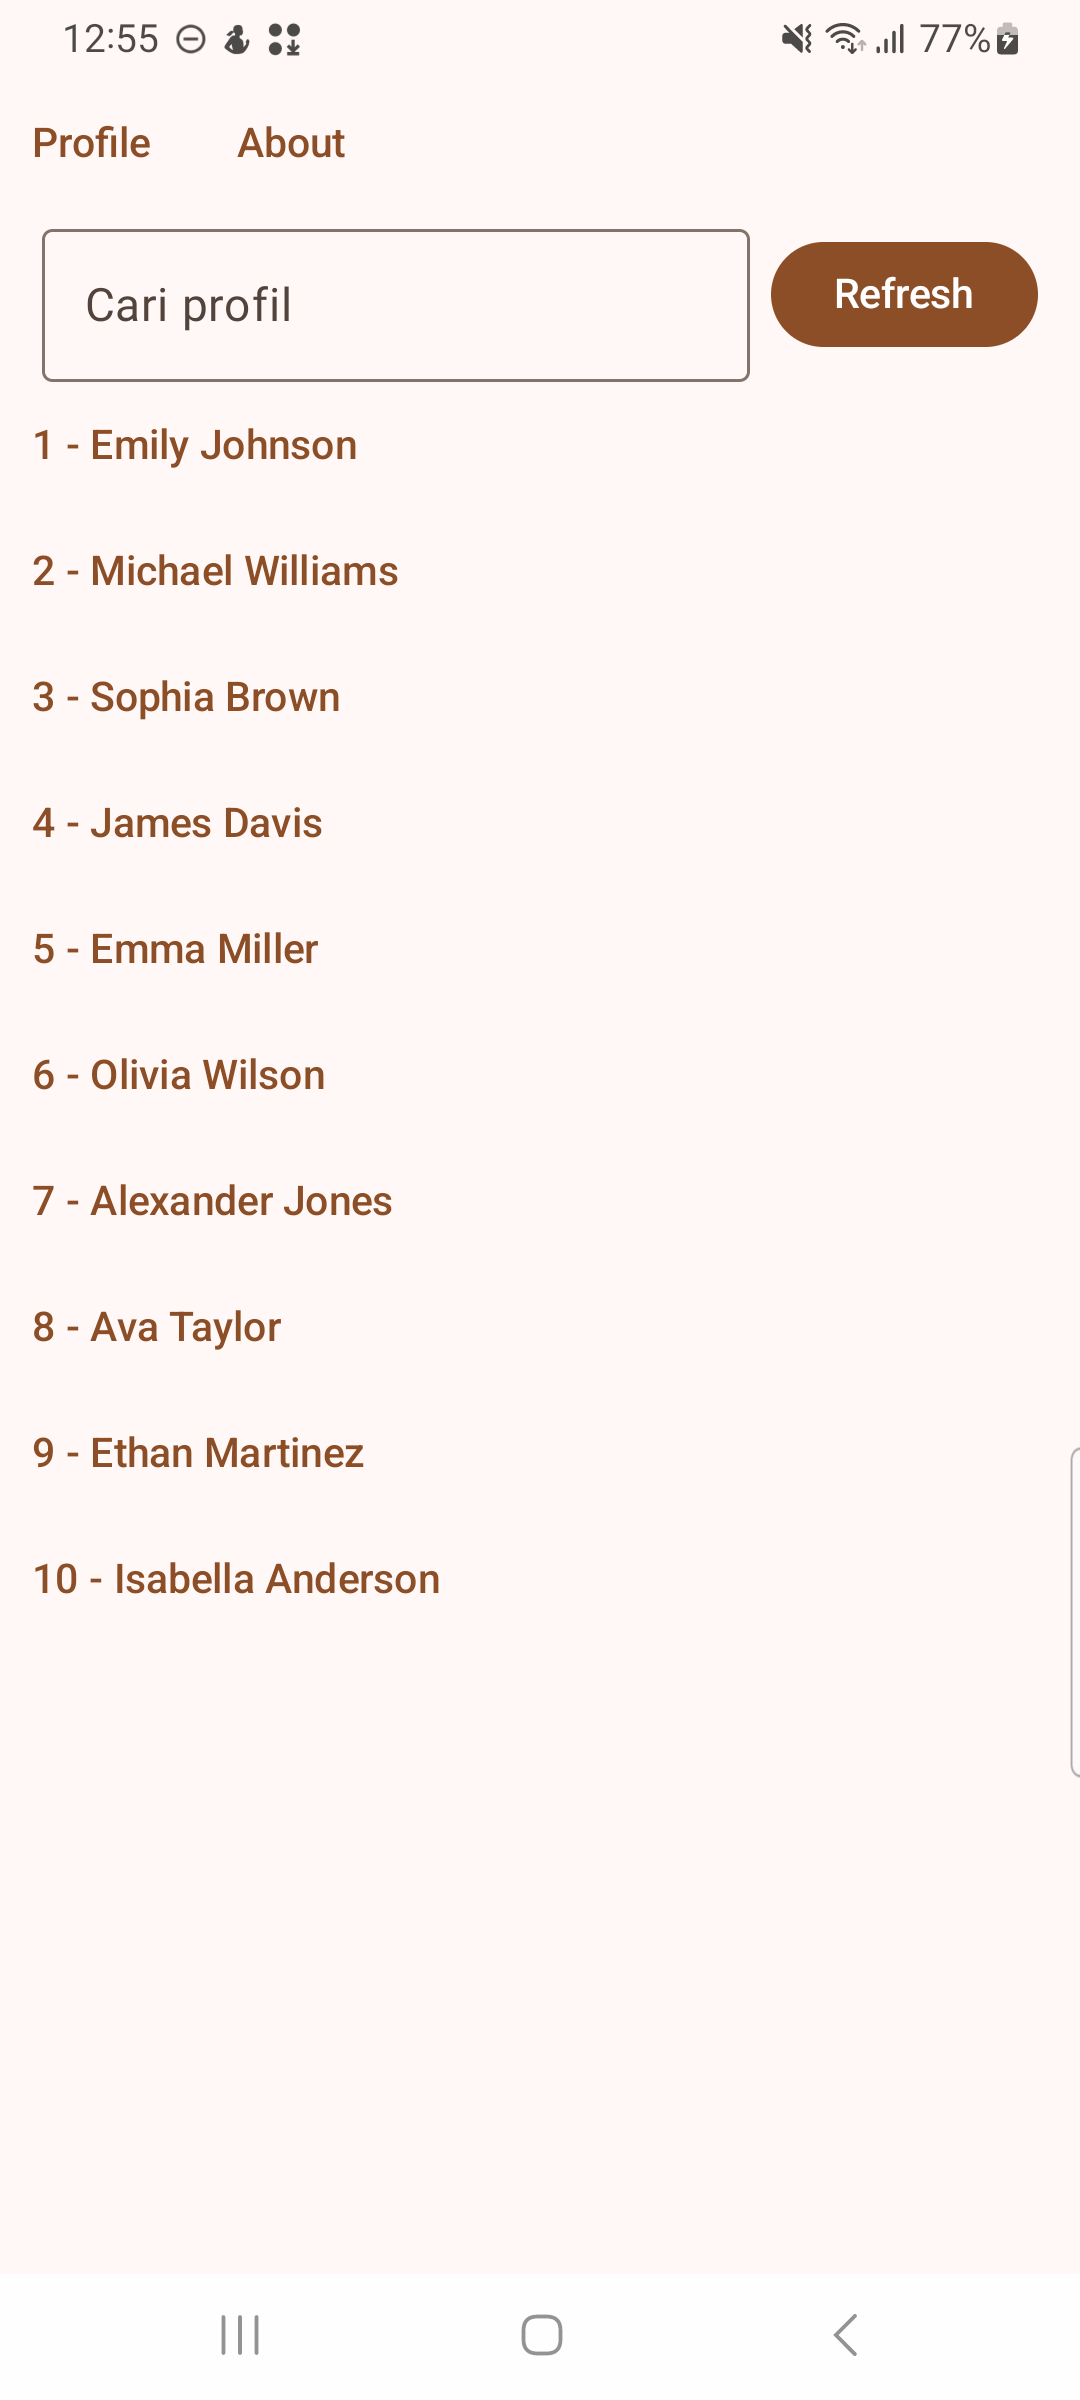 12:55
77%
Profile About
Cari profil
Refresh
1 - Emily Johnson
2 - Michael Williams
3 - Sophia Brown
4 - James Davis
5 - Emma Miller
6 - Olivia Wilson
7 - Alexander Jones
8 - Ava Taylor
9 - Ethan Martinez
10 - Isabella Anderson